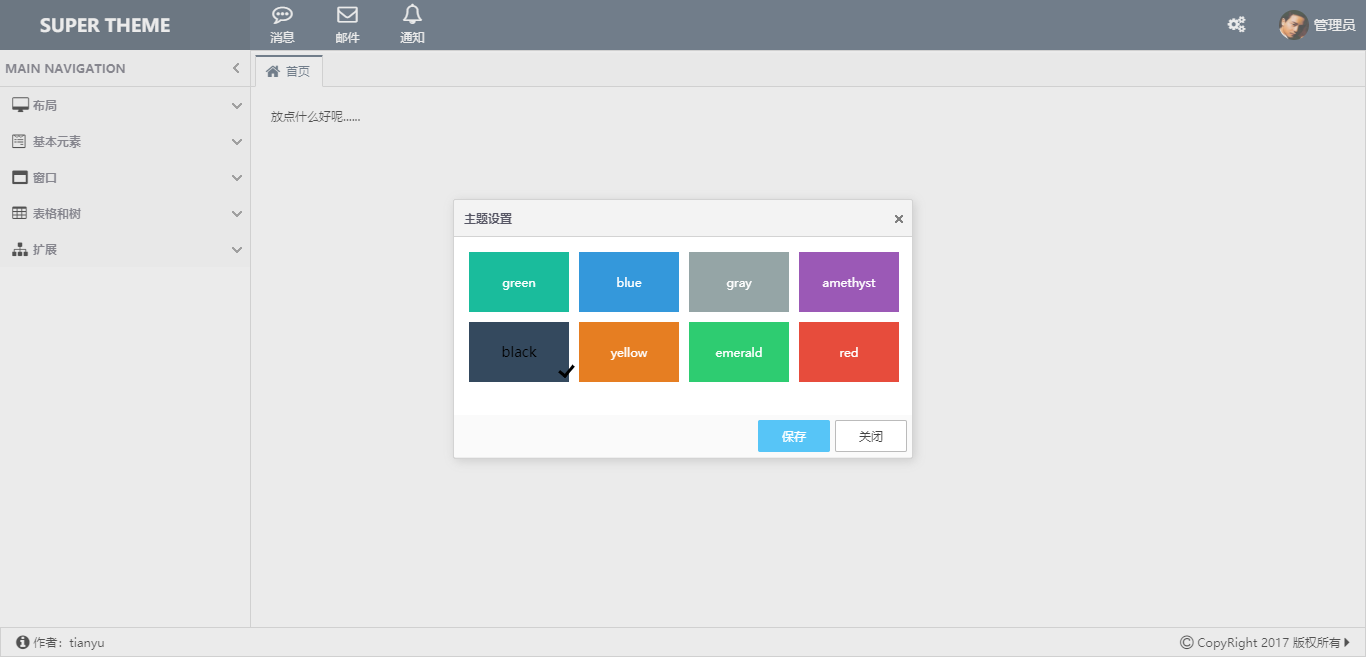 SUPER THEME
消息
邮件
通知
管理员
MAIN NAVIGATION
首页
布局
基本元素
窗口
表格和树
扩展
放点什么好呢......
主题设置
green
blue
gray
amethyst
black
yellow
emerald
red
保存
关闭
作者：tianyu
© CopyRight 2017 版权所有